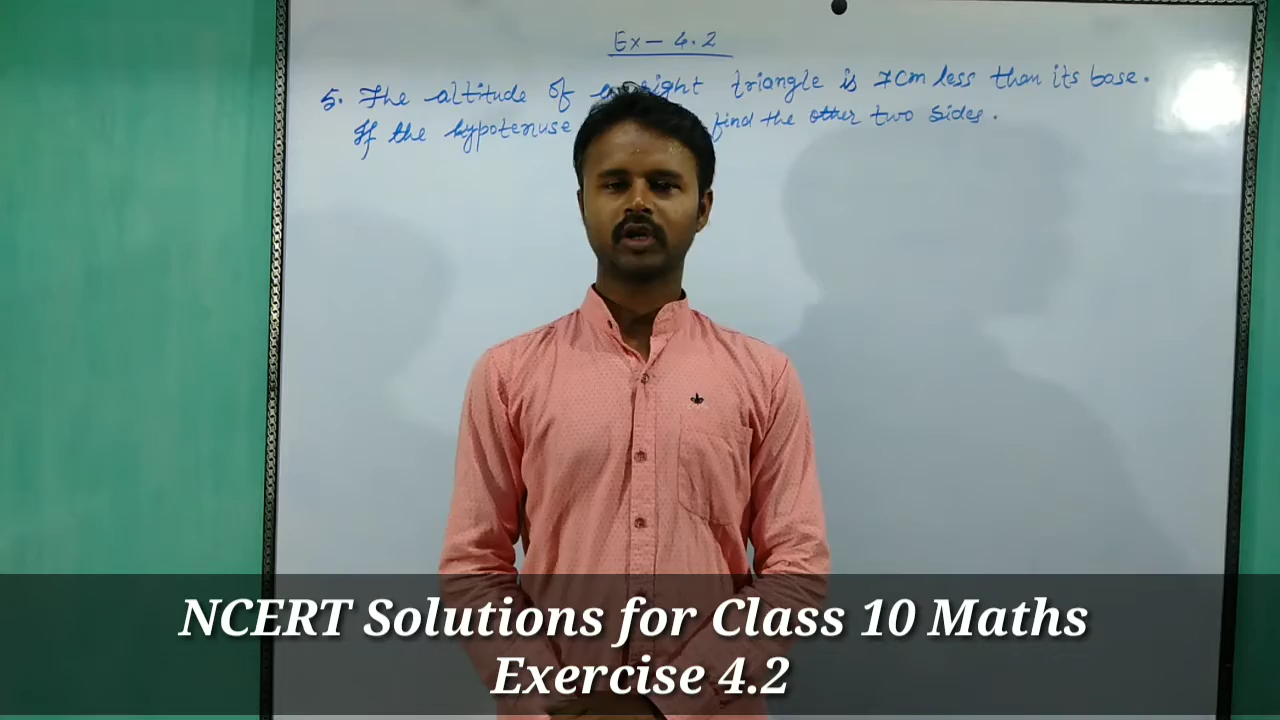 Ex - 4.2
5. The altitude of a right triangle is 7cm less than its base.
If the hypotenuse find the other two sides.
NCERT Solutions for Class 10 Maths
Exercise 4.2